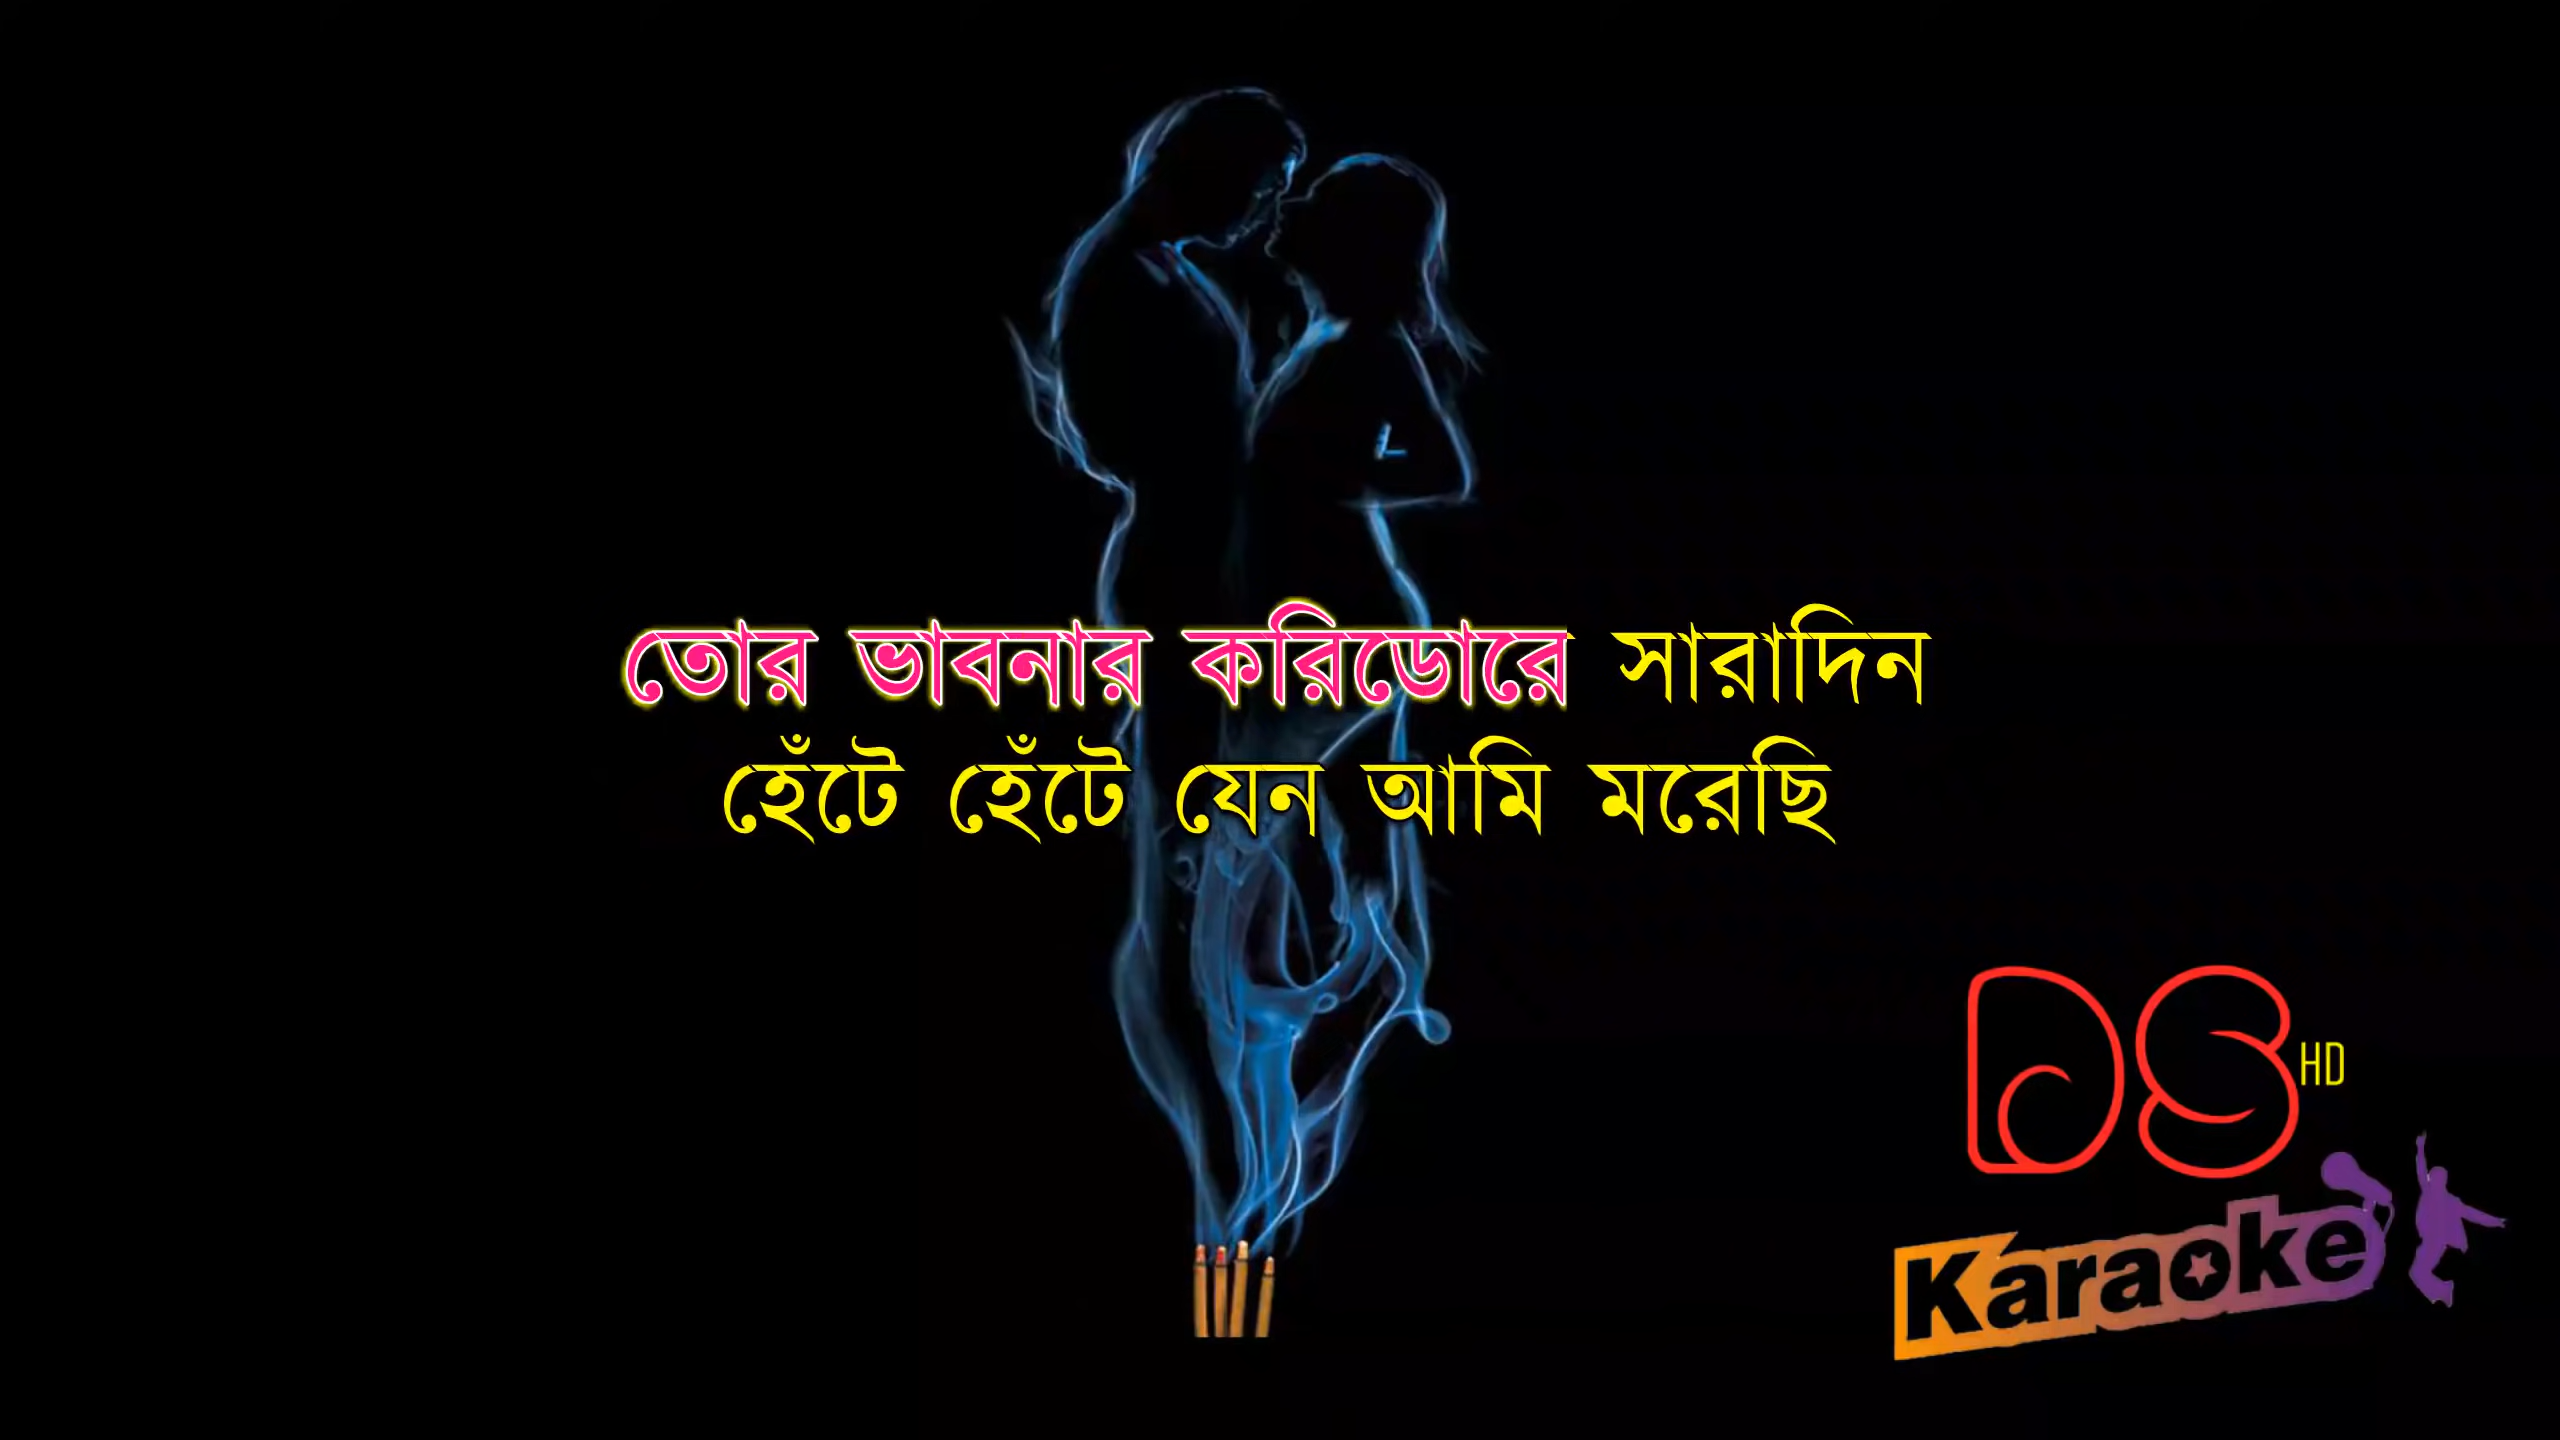 তোর ভাবনার করিডোরে সারাদিন
হেঁটে হেঁটে যেন আমি মরেছি
DS HD
Karaoke